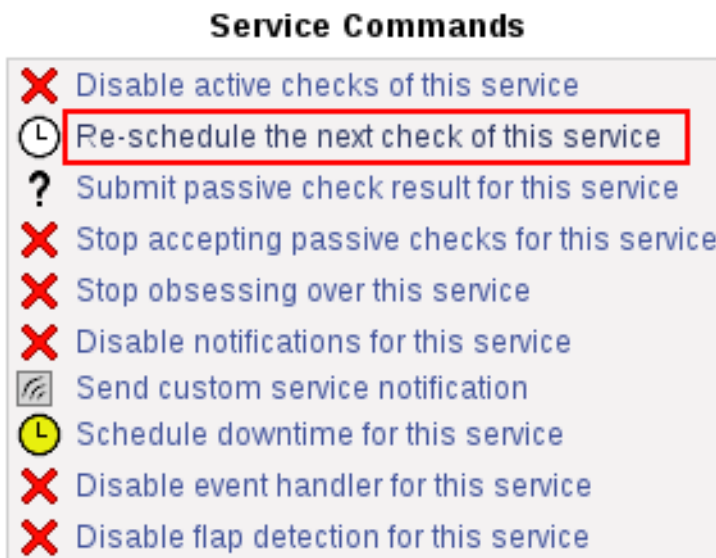 Service Commands
Disable active checks of this service
Re-schedule the next check of this service
? Submit passive check result for this service
Stop accepting passive checks for this service
Stop obsessing over this service
Disable notifications for this service
Send custom service notification
Schedule downtime for this service
Disable event handler for this service
Disable flap detection for this service